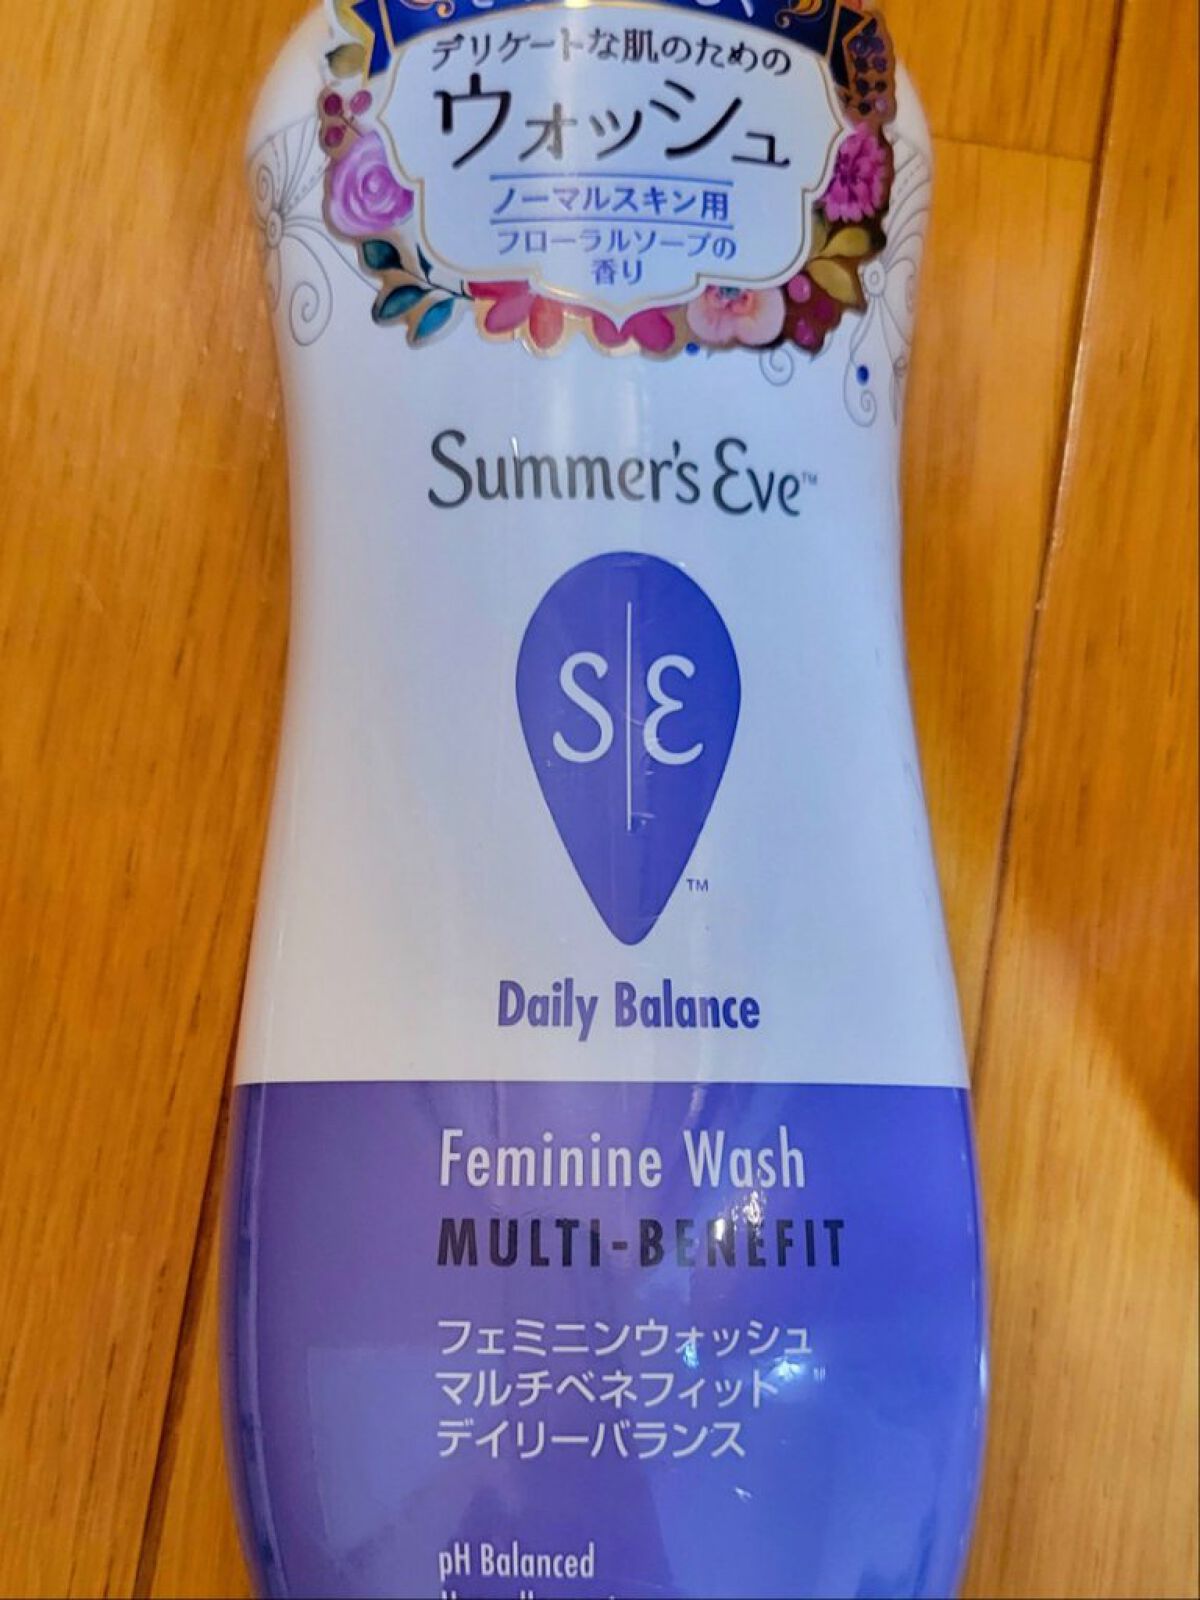 デリケートな肌のための
ウォッシュ
ノーマルスキン用
フローラルソープの
香り
Summer's Eve™
S|E
™
Daily Balance
Feminine Wash
MULTI-BENEFIT
フェミニンウォッシュ
マルチベネフィット
デイリーバランス
pH Balanced